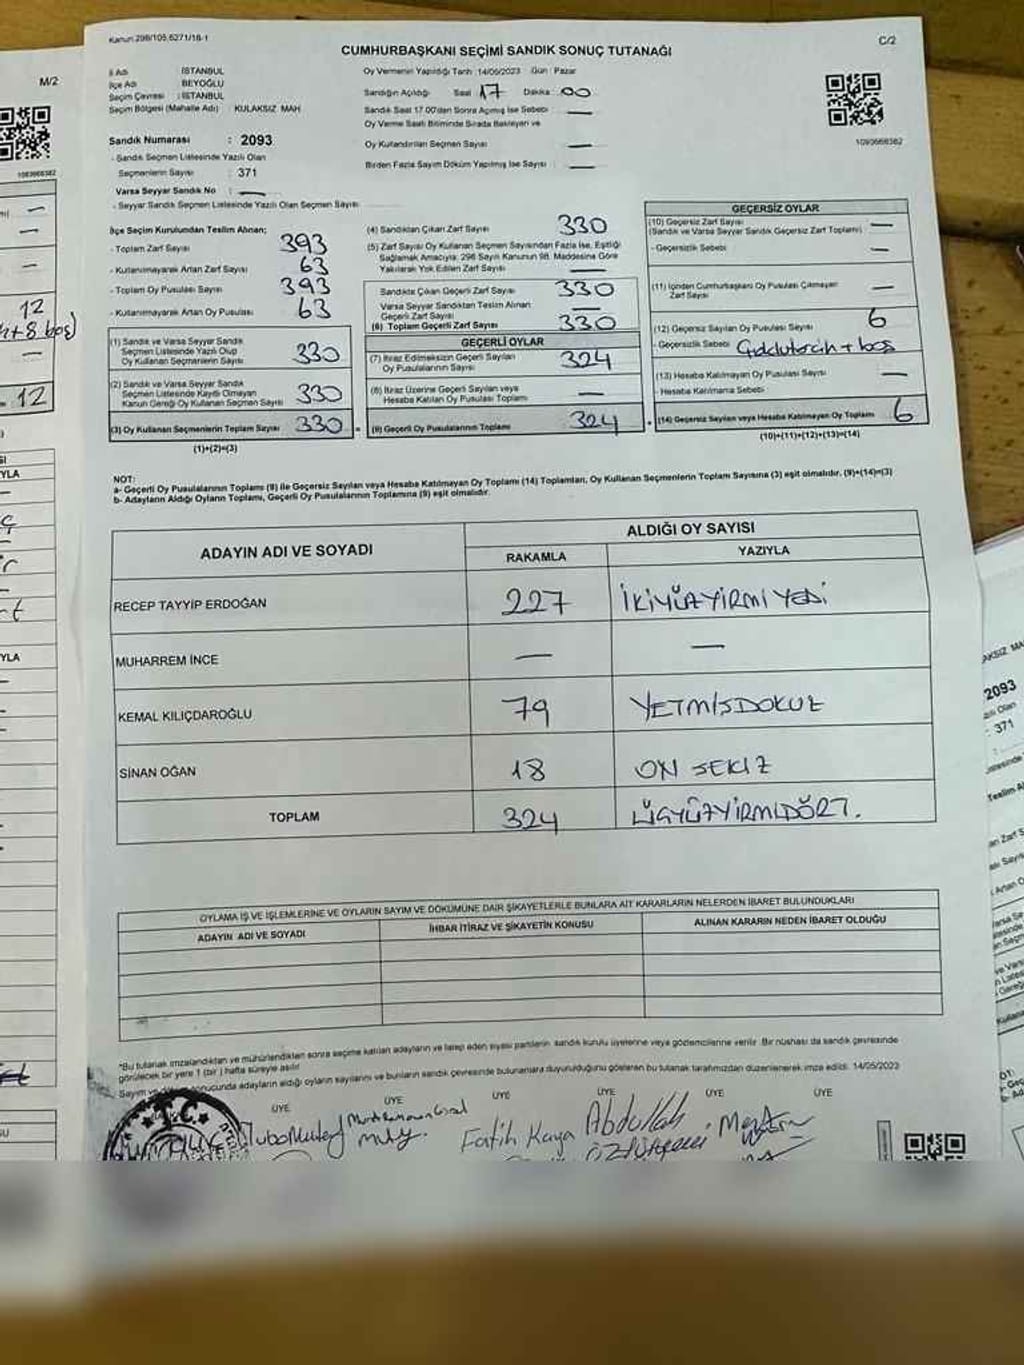 Kanun 298/105,6271/18-1
CUMHURBAŞKANI SEÇİMİ SANDIK SONUÇ TUTANAĞI
C/2
İl Adı : İSTANBUL
İlçe Adı : BEYOĞLU
Seçim Çevresi : İSTANBUL
Seçim Bölgesi (Mahalle Adı) : KULAKSIZ MAH
Sandık Numarası : 2093
- Sandık Seçmen Listesinde Yazılı Olan
Seçmenlerin Sayısı : 371
Varsa Seyyar Sandık No : —
- Seyyar Sandık Seçmen Listesinde Yazılı Olan Seçmen Sayısı
Oy Vermenin Yapıldığı Tarih : 14/05/2023 Gün : Pazar
Sandığın Açıldığı Saat : 17 Dakika : 00
Sandık Saat 17.00'den Sonra Açılmış İse Sebebi —
Oy Verme Saati Bitiminde Sırada Bekleyen ve
Oy Kullandırılan Seçmen Sayısı —
Birden Fazla Sayım Döküm Yapılmış İse Sayısı —
1093666382
İlçe Seçim Kurulundan Teslim Alınan;
- Toplam Zarf Sayısı 393
- Kullanılmayarak Artan Zarf Sayısı 63
- Toplam Oy Pusulası Sayısı 393
- Kullanılmayarak Artan Oy Pusulası 63
(1) Sandık ve Varsa Seyyar Sandık
Seçmen Listesinde Yazılı Olup
Oy Kullanan Seçmenlerin Sayısı 330
(2) Sandık ve Varsa Seyyar Sandık
Seçmen Listesinde Kayıtlı Olmayan
Kanun Gereği Oy Kullanan Seçmen Sayısı 330
(3) Oy Kullanan Seçmenlerin Toplam Sayısı 330
(1)+(2)=(3)
(4) Sandıktan Çıkan Zarf Sayısı 330
(5) Zarf Sayısı Oy Kullanan Seçmen Sayısından Fazla İse, Eşitliği
Sağlamak Amacıyla; 298 Sayılı Kanunun 98. Maddesine Göre
Yakılarak Yok Edilen Zarf Sayısı —
Sandıkta Çıkan Geçerli Zarf Sayısı 330
Varsa Seyyar Sandıktan Teslim Alınan
Geçerli Zarf Sayısı —
(6) Toplam Geçerli Zarf Sayısı 330
GEÇERLİ OYLAR
(7) İtiraz Edilmeksizin Geçerli Sayılan
Oy Pusulalarının Sayısı 324
(8) İtiraz Üzerine Geçerli Sayılan veya
Hesaba Katılan Oy Pusulası Toplamı —
(9) Geçerli Oy Pusulalarının Toplamı 324
GEÇERSİZ OYLAR
(10) Geçersiz Zarf Sayısı
(Sandık ve Varsa Seyyar Sandık Geçersiz Zarf Toplamı) —
- Geçersizlik Sebebi —
(11) İçinden Cumhurbaşkanı Oy Pusulası Çıkmayan
Zarf Sayısı —
(12) Geçersiz Sayılan Oy Pusulası Sayısı 6
- Geçersizlik Sebebi + boş
(13) Hesaba Katılmayan Oy Pusulası Sayısı —
- Hesaba Katılmama Sebebi
(14) Geçersiz Sayılan veya Hesaba Katılmayan Oy Toplamı 6
(10)+(11)+(12)+(13)=(14)
NOT:
a- Geçerli Oy Pusulalarının Toplamı (9) ile Geçersiz Sayılan veya Hesaba Katılmayan Oy Toplamı (14) Toplamları, Oy Kullanan Seçmenlerin Toplam Sayısına (3) eşit olmalıdır. (9)+(14)=(3)
b- Adayların Aldığı Oyların Toplamı, Geçerli Oy Pusulalarının Toplamına (9) eşit olmalıdır.
ADAYIN ADI VE SOYADI
ALDIĞI OY SAYISI
RAKAMLA YAZIYLA
RECEP TAYYİP ERDOĞAN 227 İKİYÜZYİRMİ YEDİ
MUHARREM İNCE — —
KEMAL KILIÇDAROĞLU 79 YETMİŞDOKUZ
SİNAN OĞAN 18 ON SEKİZ
TOPLAM 324 ÜÇYÜZYİRMİDÖRT.
OYLAMA İŞ VE İŞLEMLERİNE VE OYLARIN SAYIM VE DÖKÜMÜNE DAİR ŞİKAYETLERLE BUNLARA AİT KARARLARIN NELERDEN İBARET BULUNDUKLARI
ADAYIN ADI VE SOYADI İHBAR İTİRAZ VE ŞİKAYETİN KONUSU ALINAN KARARIN NEDEN İBARET OLDUĞU
*Bu tutanak imzalandıktan ve mühürlendikten sonra seçime katılan adayların ve talep eden siyasi partilerin sandık kurulu üyelerine veya gözlemcilerine verilir. Bir nüshası da sandık çevresinde
görülecek bir yere 1 (bir) hafta süreyle asılır.
Sayım ve sonucunda adayların aldığı oyların sayılarını ve bunların sandık çevresinde bulunanlara duyurulduğunu gösteren bu tutanak tarafımızdan düzenlenerek imza edildi. 14/05/2023
ÜYE ÜYE ÜYE ÜYE ÜYE
T.C.
Fatih Kaya
Abdullah
M/2
1093666382
12
+8 boş)
12
YLA
YLA
2093
371